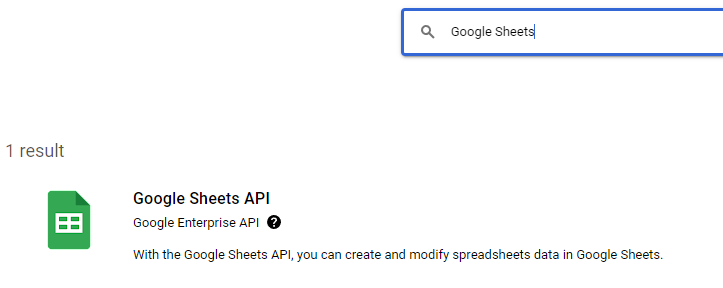 Google Sheets
1 result
Google Sheets API
Google Enterprise API ?
With the Google Sheets API, you can create and modify spreadsheets data in Google Sheets.